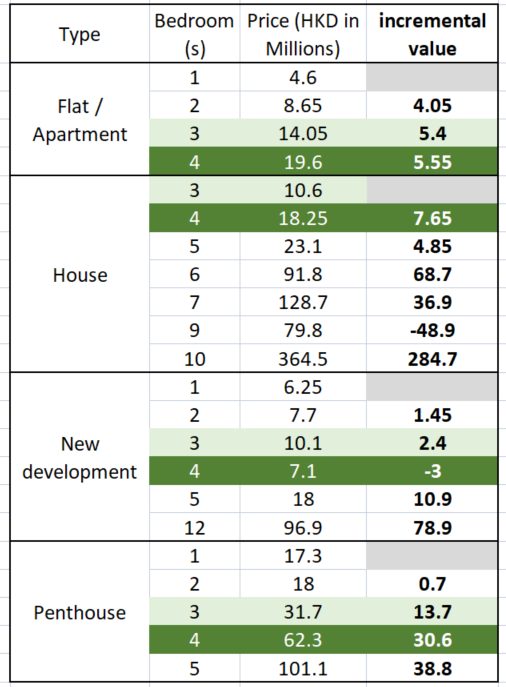 Type Bedroom (s) Price (HKD in Millions) incremental value
Flat / Apartment
1 4.6
2 8.65 4.05
3 14.05 5.4
4 19.6 5.55
House
3 10.6
4 18.25 7.65
5 23.1 4.85
6 91.8 68.7
7 128.7 36.9
9 79.8 -48.9
10 364.5 284.7
New development
1 6.25
2 7.7 1.45
3 10.1 2.4
4 7.1 -3
5 18 10.9
12 96.9 78.9
Penthouse
1 17.3
2 18 0.7
3 31.7 13.7
4 62.3 30.6
5 101.1 38.8